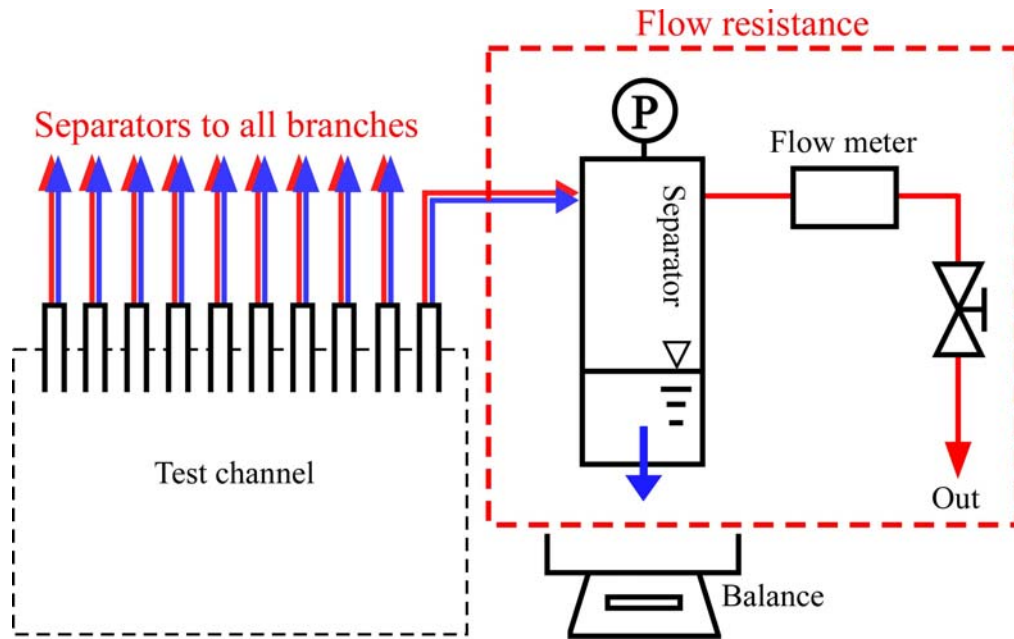 Flow resistance
Separators to all branches
P
Flow meter
Separator
Test channel
Out
Balance